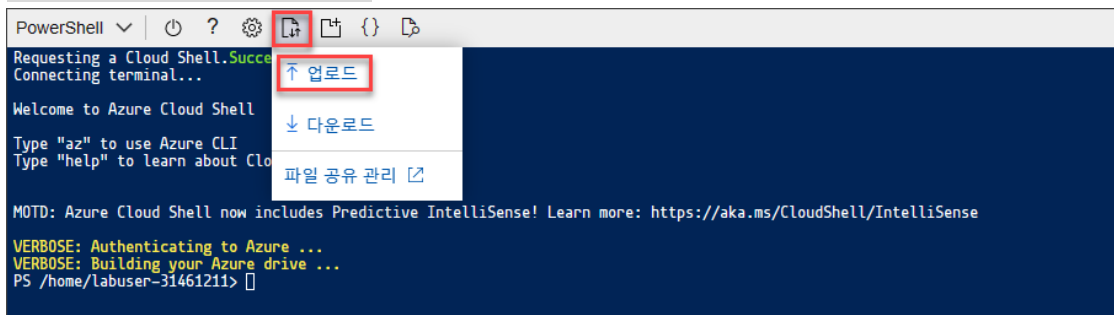 PowerShell
? {}
Requesting a Cloud Shell.Succe
Connecting terminal...
업로드
Welcome to Azure Cloud Shell
다운로드
Type "az" to use Azure CLI
Type "help" to learn about Clo
파일 공유 관리
MOTD: Azure Cloud Shell now includes Predictive IntelliSense! Learn more: https://aka.ms/CloudShell/IntelliSense
VERBOSE: Authenticating to Azure ...
VERBOSE: Building your Azure drive ...
PS /home/labuser-31461211>